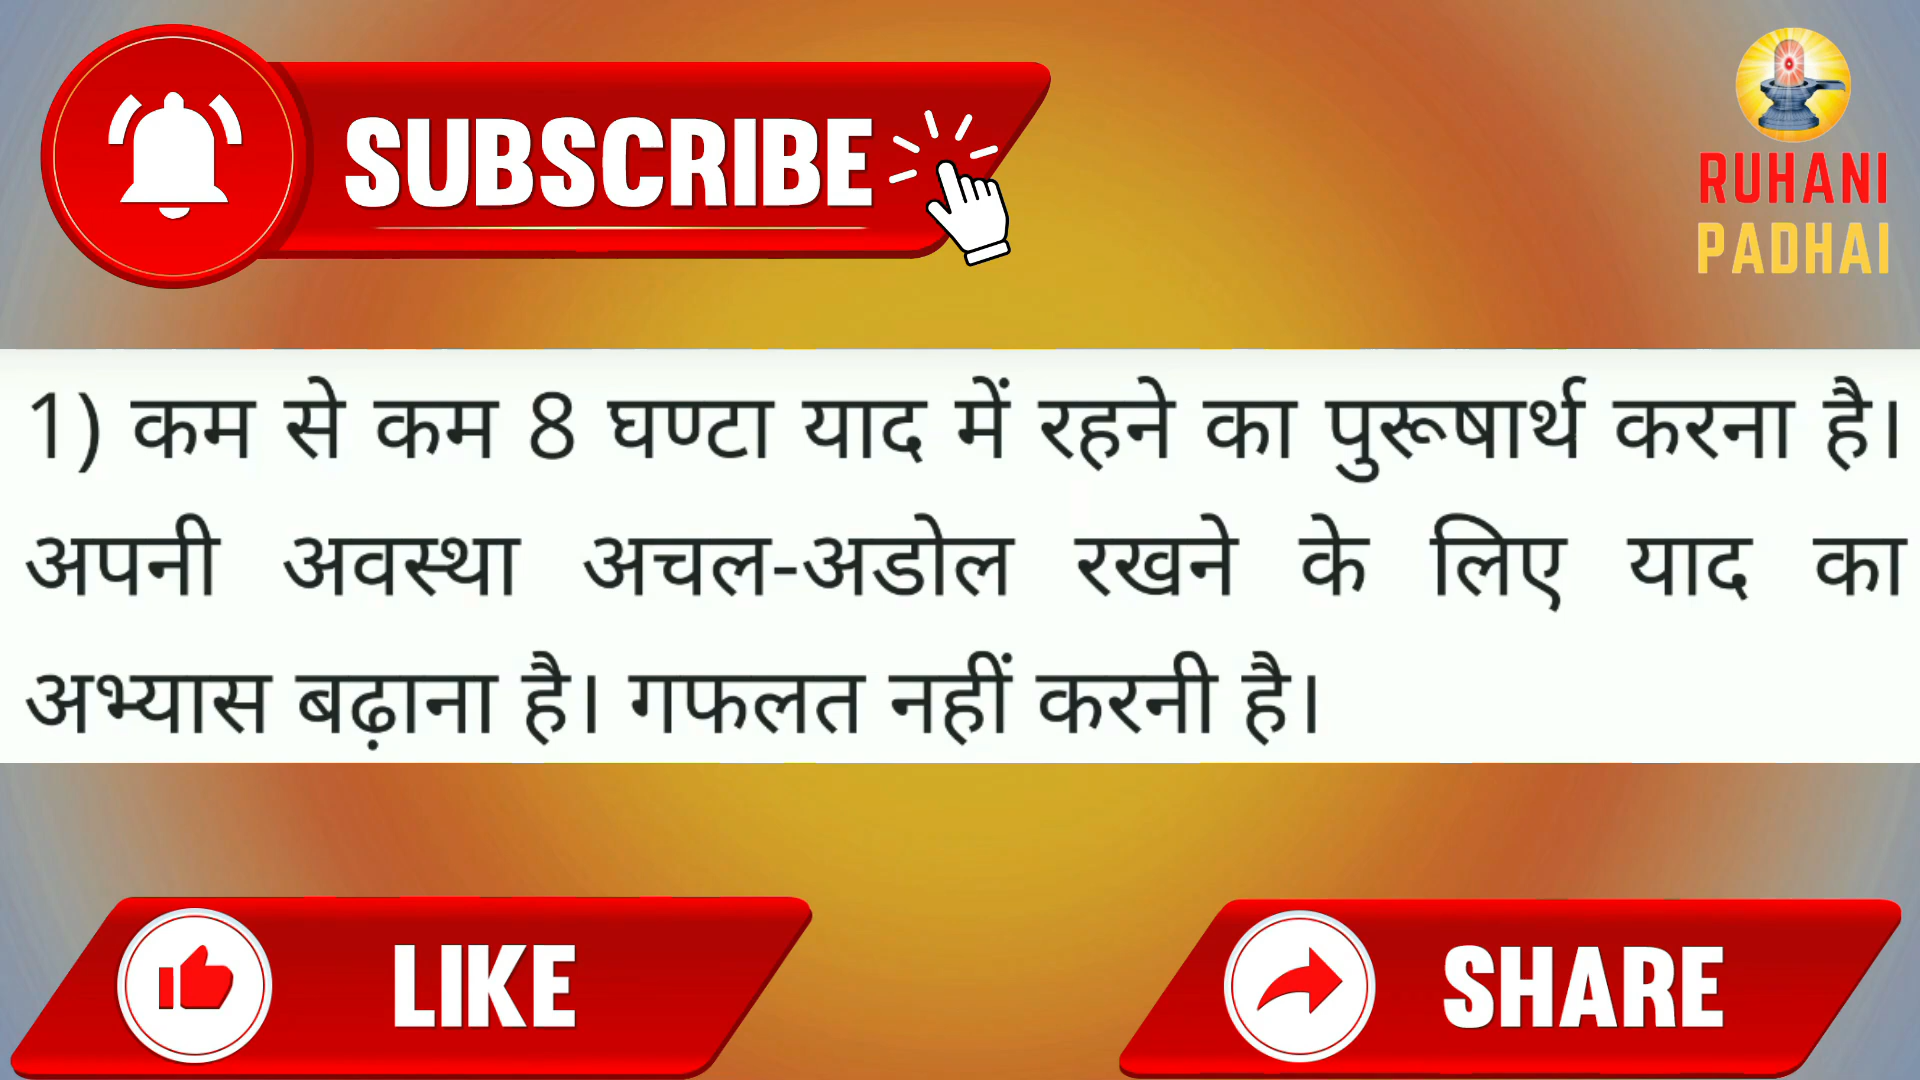 SUBSCRIBE
RUHANI
PADHAI
1) कम से कम 8 घण्टा याद में रहने का पुरूषार्थ करना है।
अपनी अवस्था अचल-अडोल रखने के लिए याद का
अभ्यास बढ़ाना है। गफलत नहीं करनी है।
LIKE
SHARE